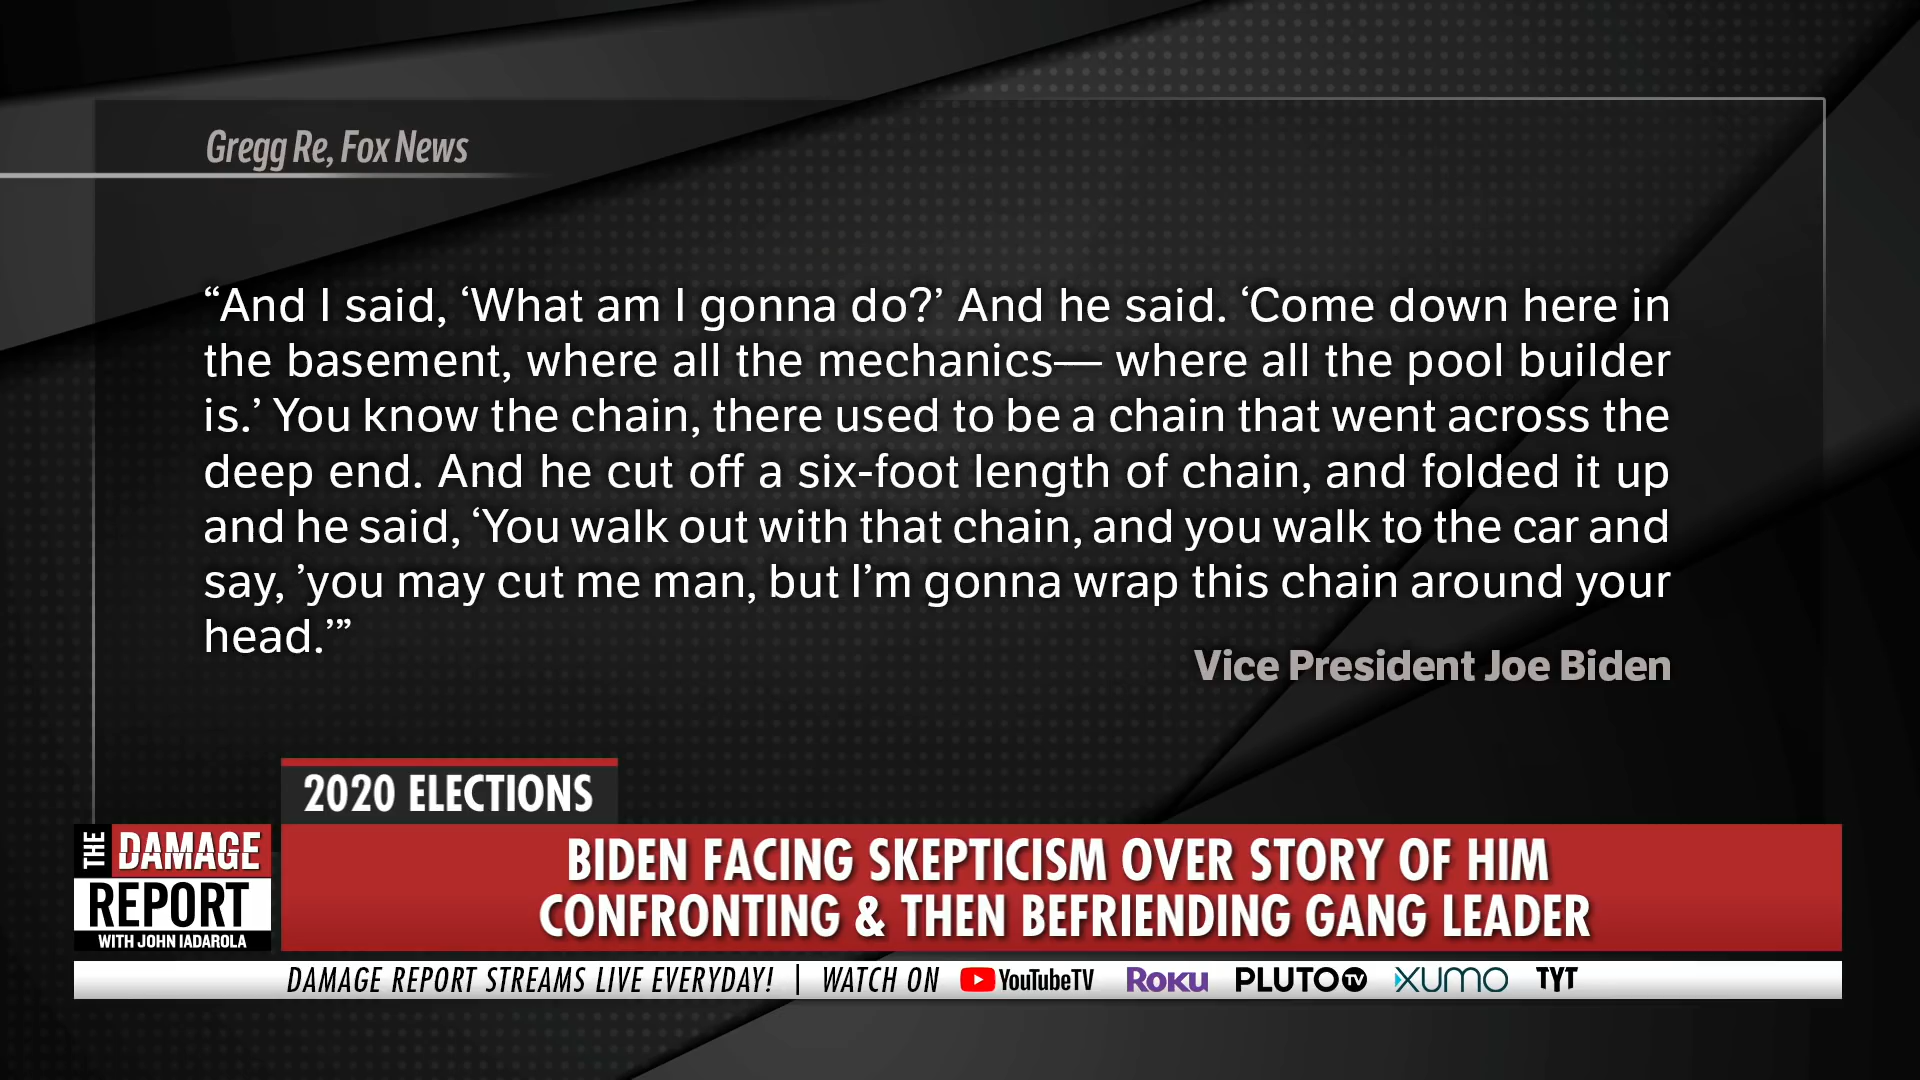 Gregg Re, Fox News
“And I said, ‘What am I gonna do?’ And he said. ‘Come down here in
the basement, where all the mechanics— where all the pool builder
is.’ You know the chain, there used to be a chain that went across the
deep end. And he cut off a six-foot length of chain, and folded it up
and he said, ‘You walk out with that chain, and you walk to the car and
say, ’you may cut me man, but I’m gonna wrap this chain around your
head.’”
Vice President Joe Biden
2020 ELECTIONS
THE DAMAGE
REPORT
WITH JOHN IADAROLA
BIDEN FACING SKEPTICISM OVER STORY OF HIM
CONFRONTING & THEN BEFRIENDING GANG LEADER
DAMAGE REPORT STREAMS LIVE EVERYDAY! | WATCH ON YouTubeTV ROKU PLUTO TV XUMO TYT